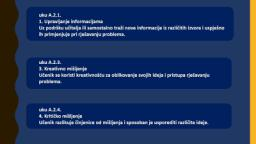 uku A.2.1.
1. Upravljanje informacijama
Uz podršku učitelja ili samostalno traži nove informacije iz različitih izvora i uspješno
ih primjenjuje pri rješavanju problema.
uku A.2.3.
3. Kreativno mišljenje
Učenik se koristi kreativnošću za oblikovanje svojih ideja i pristupa rješavanju
problema.
uku A.2.4.
4. Kritičko mišljenje
Učenik razlikuje činjenice od mišljenja i sposoban je usporediti različite ideje.